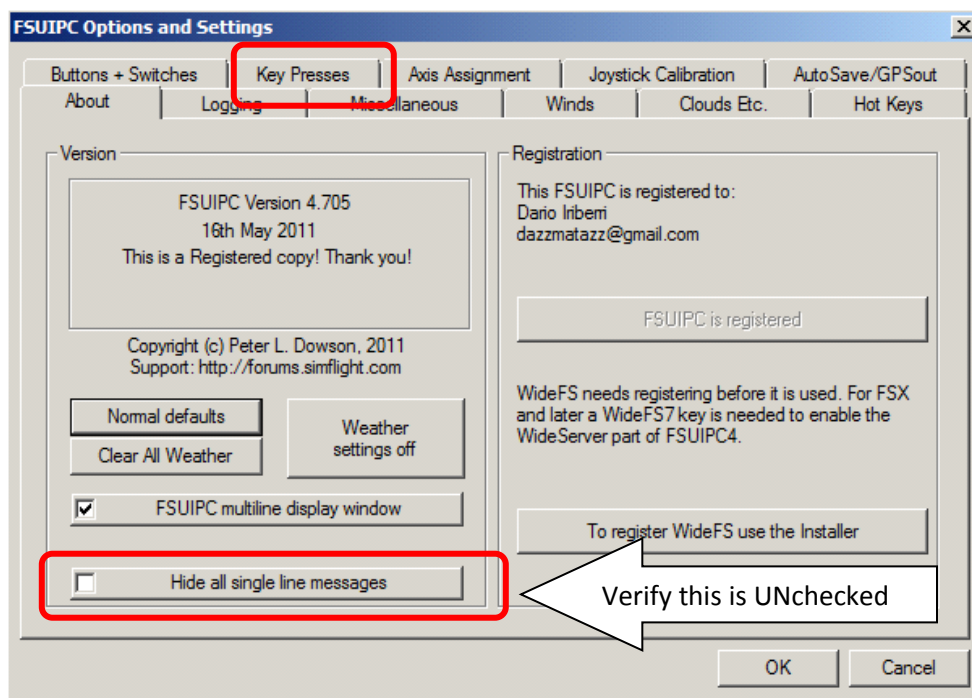 FSUIPC Options and Settings
Buttons + Switches
Key Presses
Axis Assignment
Joystick Calibration
AutoSave/GPSout
About
Logging
Miscellaneous
Winds
Clouds Etc.
Hot Keys
Version
FSUIPC Version 4.705
16th May 2011
This is a Registered copy! Thank you!
Copyright (c) Peter L. Dowson, 2011
Support: http://forums.simflight.com
Normal defaults
Clear All Weather
Weather
settings off
FSUIPC multiline display window
Hide all single line messages
Registration
This FSUIPC is registered to:
Dario Iriberri
dazzmatazz@gmail.com
FSUIPC is registered
WideFS needs registering before it is used. For FSX
and later a WideFS7 key is needed to enable the
WideServer part of FSUIPC4.
To register WideFS use the Installer
Verify this is UNchecked
OK
Cancel